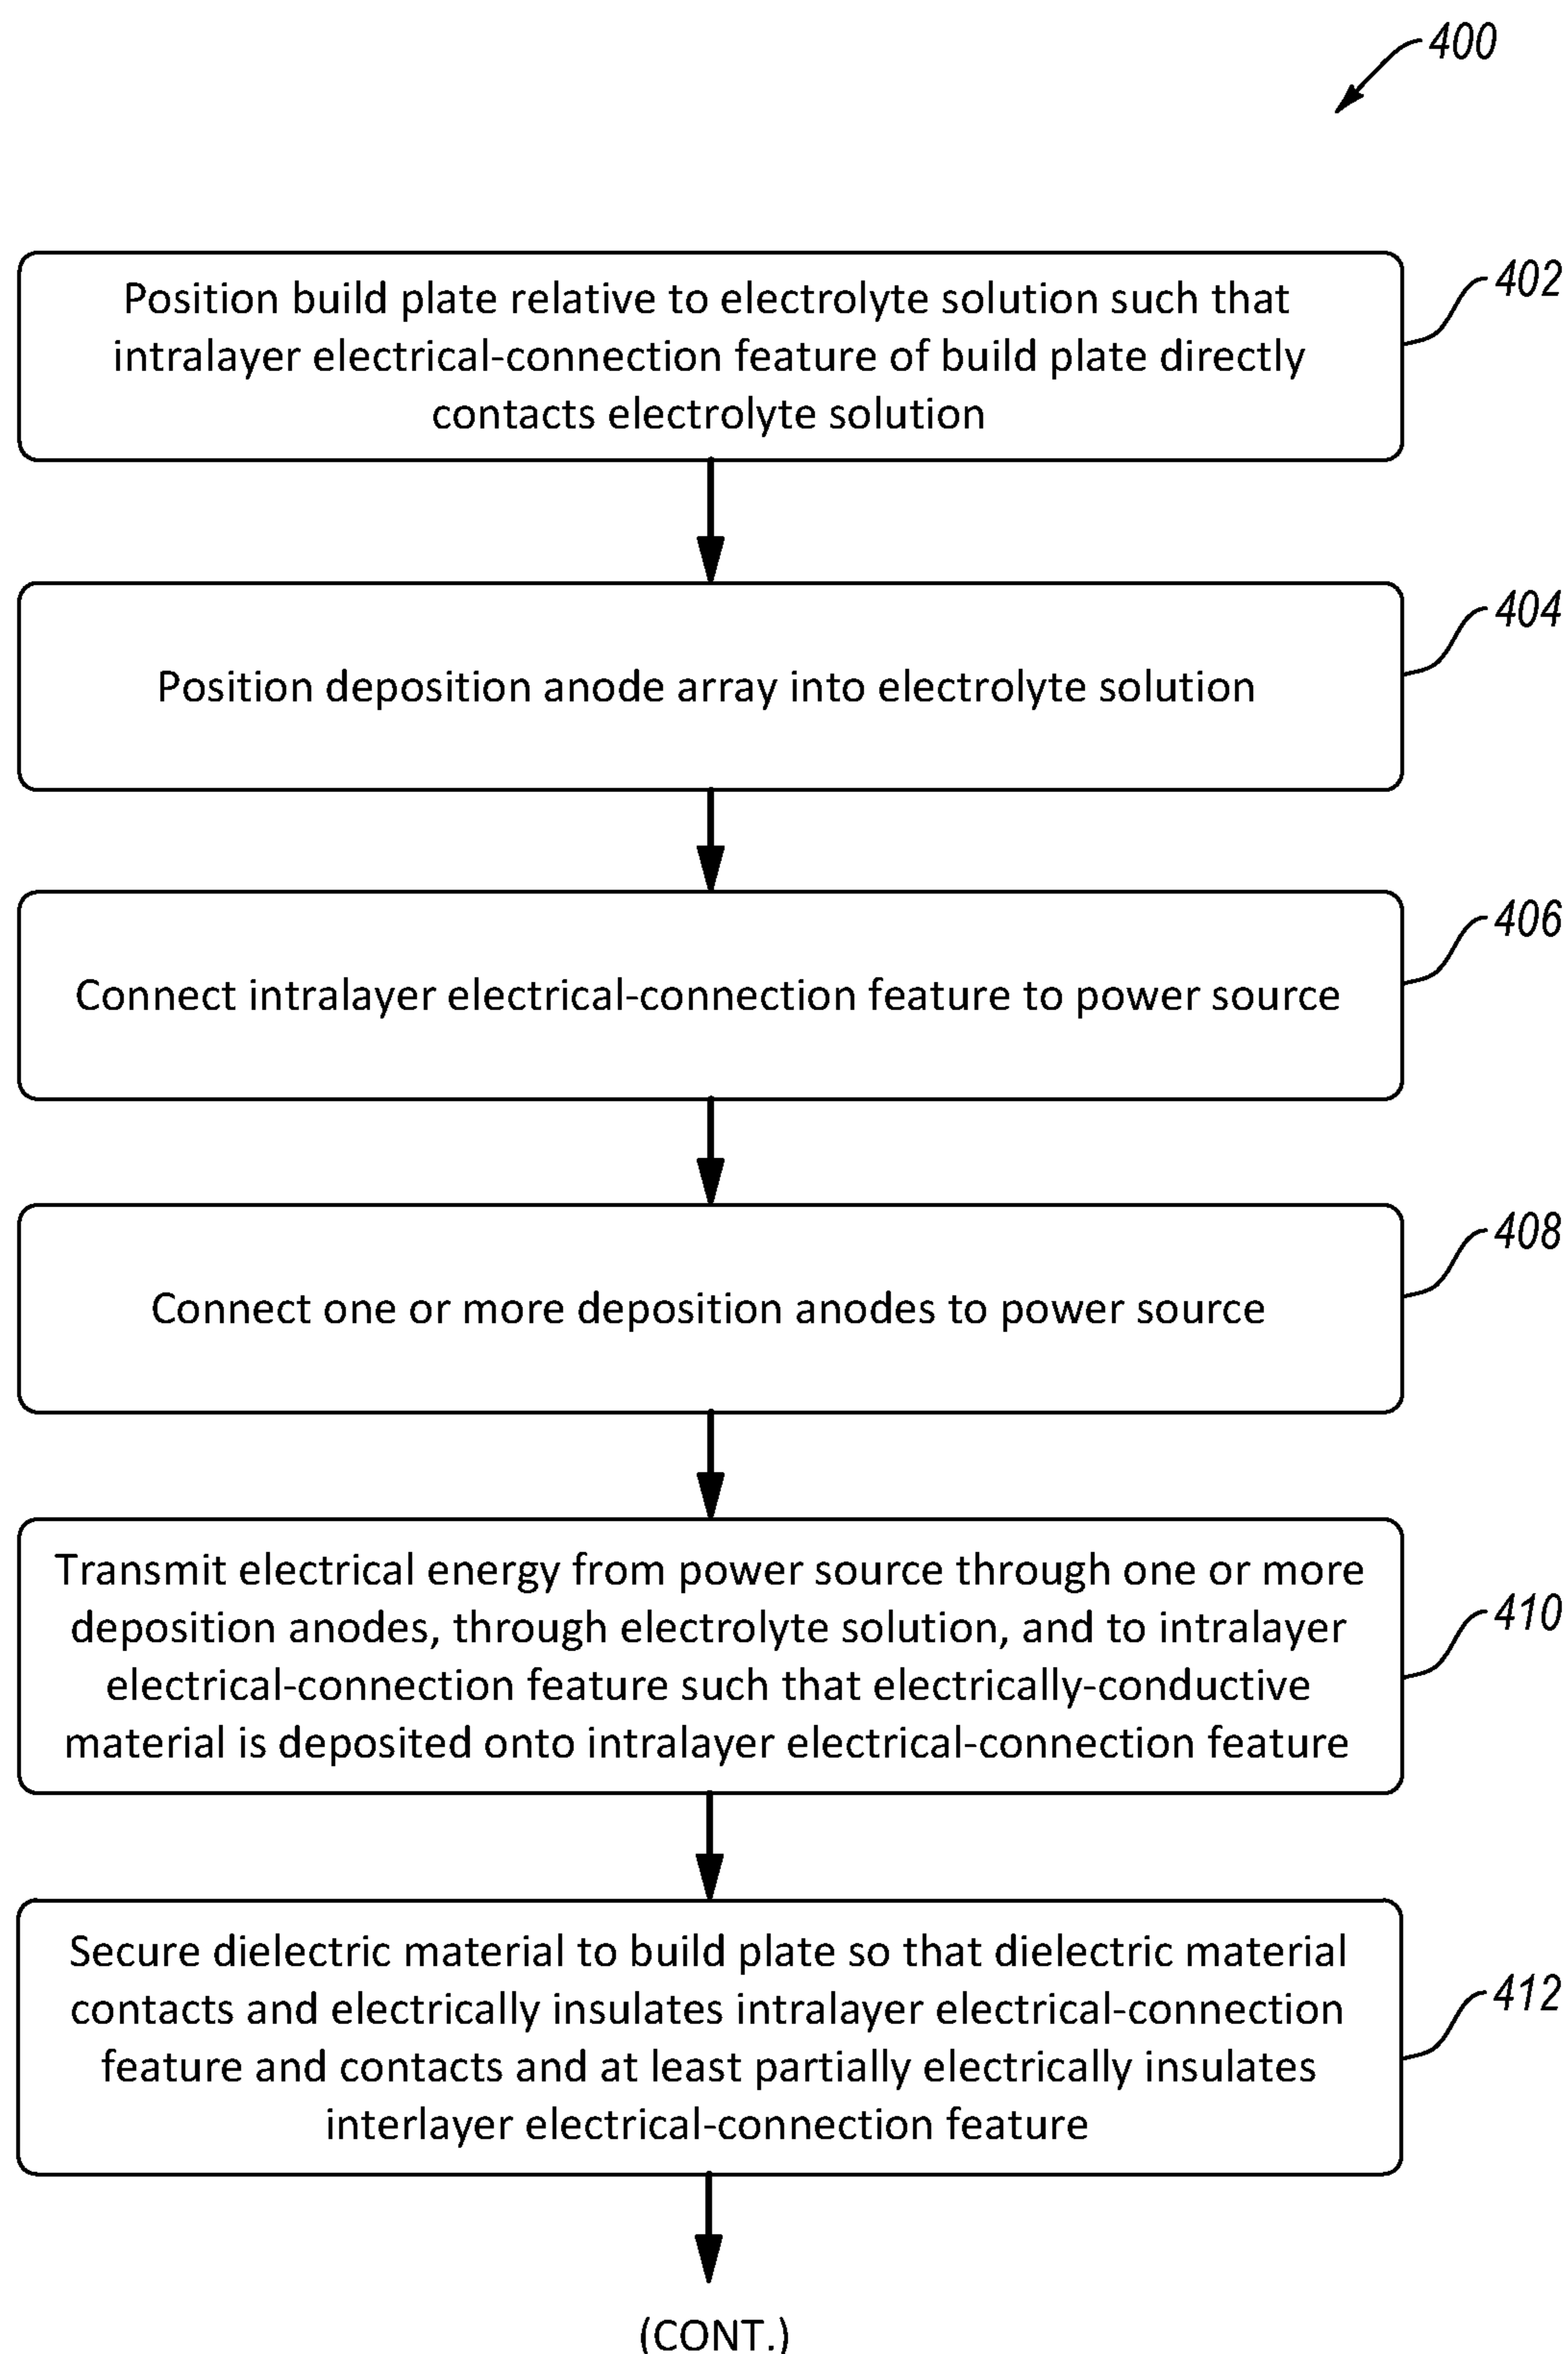 400
Position build plate relative to electrolyte solution such that
intralayer electrical-connection feature of build plate directly
contacts electrolyte solution
402
Position deposition anode array into electrolyte solution
404
Connect intralayer electrical-connection feature to power source
406
Connect one or more deposition anodes to power source
408
Transmit electrical energy from power source through one or more
deposition anodes, through electrolyte solution, and to intralayer
electrical-connection feature such that electrically-conductive
material is deposited onto intralayer electrical-connection feature
410
Secure dielectric material to build plate so that dielectric material
contacts and electrically insulates intralayer electrical-connection
feature and contacts and at least partially electrically insulates
interlayer electrical-connection feature
412
(CONT.)